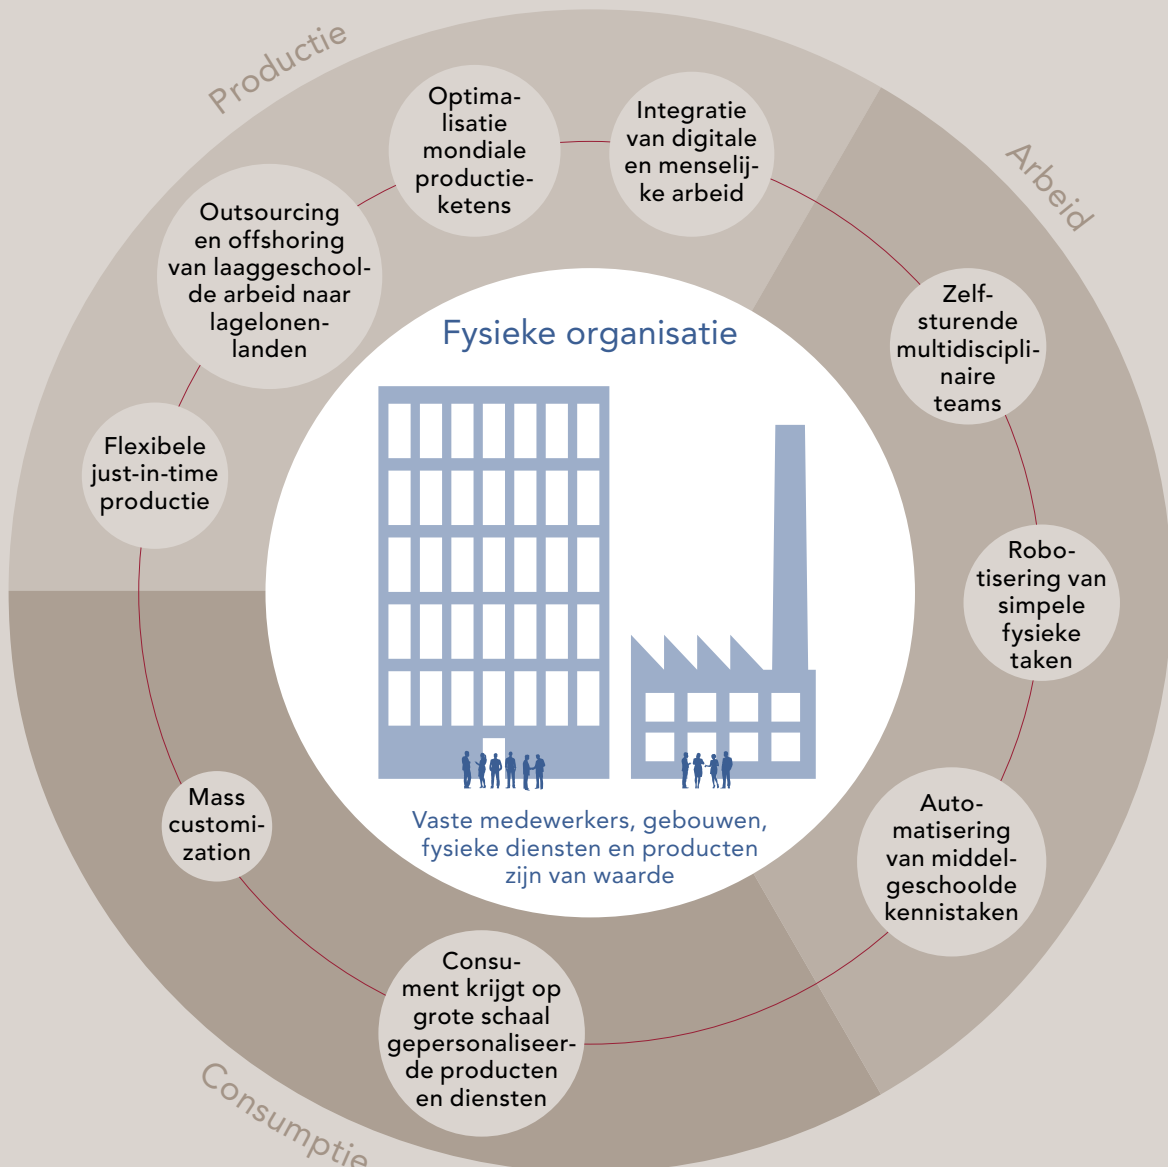 Productie
Optima-
lisatie
mondiale
productie-
ketens
Integratie
van digitale
en menselij-
ke arbeid
Arbeid
Outsourcing
en offshoring
van laaggeschool-
de arbeid naar
lagelonen-
landen
Zelf-
sturende
multidiscipli-
naire
teams
Fysieke organisatie
Flexibele
just-in-time
productie
Robo-
tisering van
simpele
fysieke
taken
Mass
customi-
zation
Auto-
matisering
van middel-
geschoolde
kennistaken
Vaste medewerkers, gebouwen,
fysieke diensten en producten
zijn van waarde
Consu-
ment krijgt op
grote schaal
gepersonaliseer-
de producten
en diensten
Consumptie